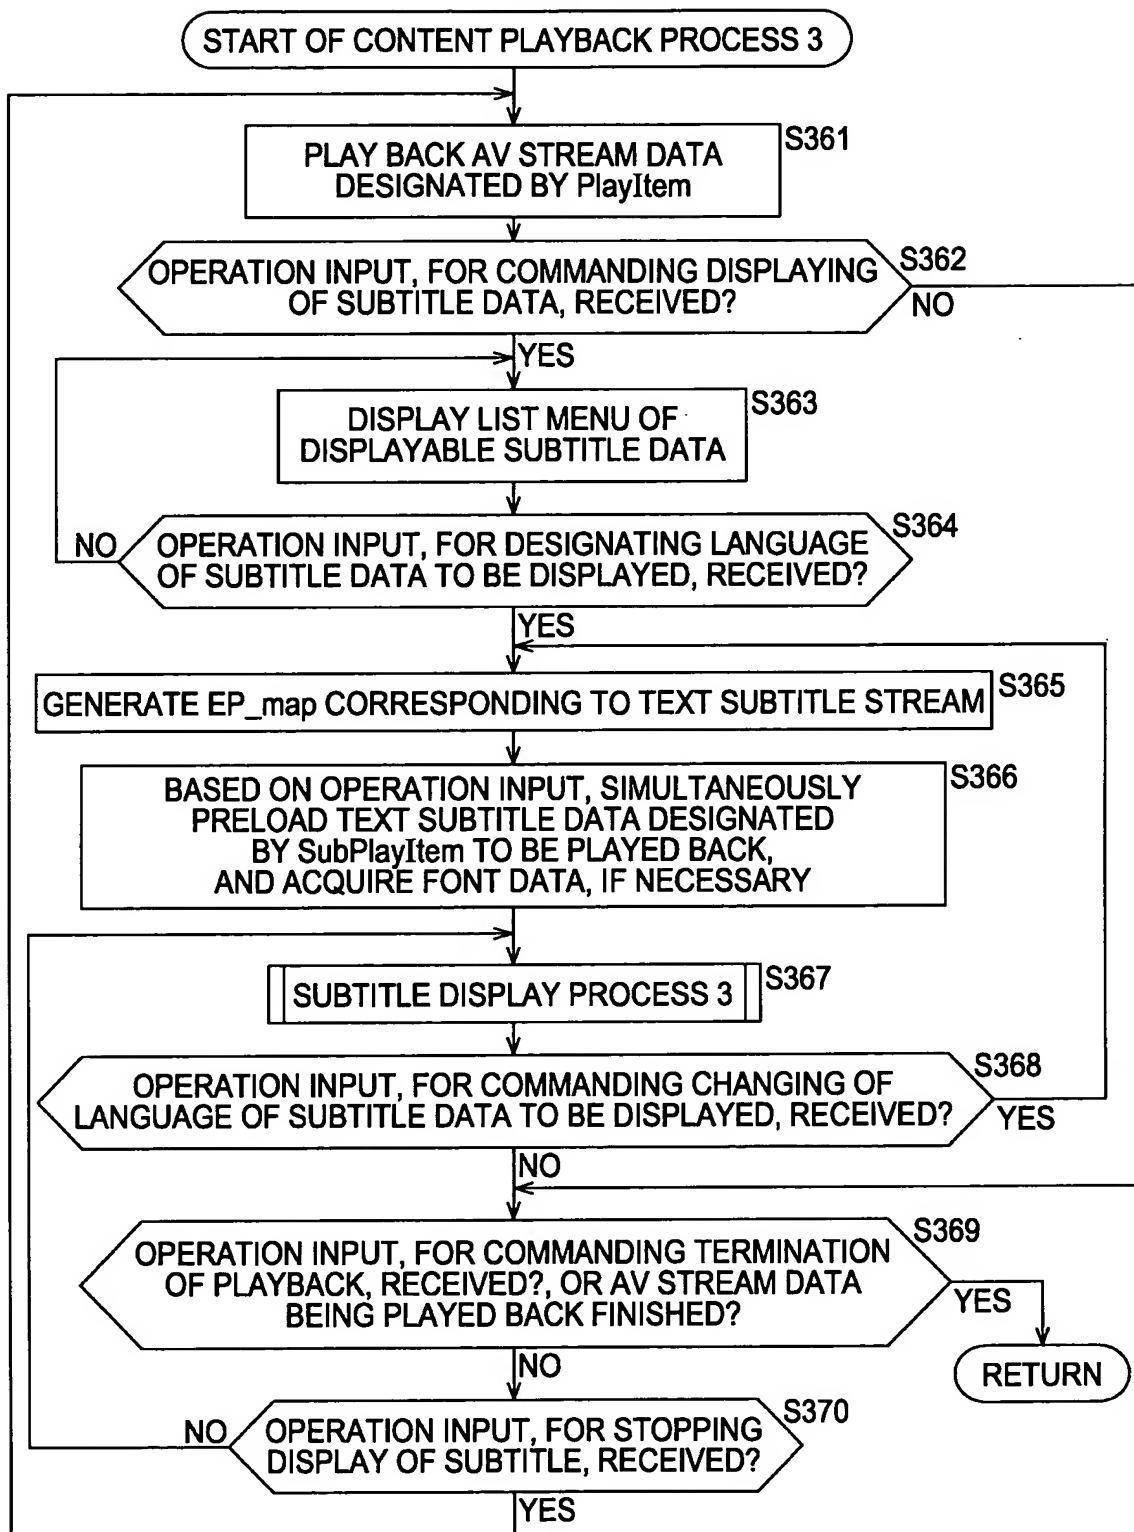 START OF CONTENT PLAYBACK PROCESS 3
S361
PLAY BACK AV STREAM DATA
DESIGNATED BY PlayItem
S362
OPERATION INPUT, FOR COMMANDING DISPLAYING
OF SUBTITLE DATA, RECEIVED?
NO
YES
S363
DISPLAY LIST MENU OF
DISPLAYABLE SUBTITLE DATA
S364
NO
OPERATION INPUT, FOR DESIGNATING LANGUAGE
OF SUBTITLE DATA TO BE DISPLAYED, RECEIVED?
YES
S365
GENERATE EP_map CORRESPONDING TO TEXT SUBTITLE STREAM
S366
BASED ON OPERATION INPUT, SIMULTANEOUSLY
PRELOAD TEXT SUBTITLE DATA DESIGNATED
BY SubPlayItem TO BE PLAYED BACK,
AND ACQUIRE FONT DATA, IF NECESSARY
S367
SUBTITLE DISPLAY PROCESS 3
S368
OPERATION INPUT, FOR COMMANDING CHANGING OF
LANGUAGE OF SUBTITLE DATA TO BE DISPLAYED, RECEIVED?
YES
NO
S369
OPERATION INPUT, FOR COMMANDING TERMINATION
OF PLAYBACK, RECEIVED?, OR AV STREAM DATA
BEING PLAYED BACK FINISHED?
YES
NO
RETURN
S370
NO
OPERATION INPUT, FOR STOPPING
DISPLAY OF SUBTITLE, RECEIVED?
YES